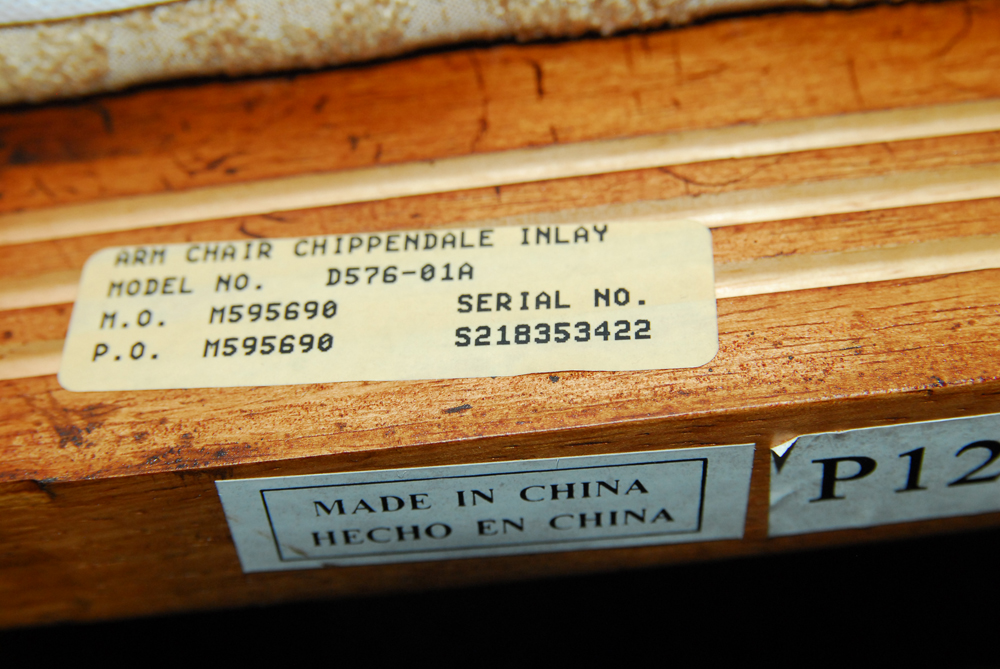 ARM CHAIR CHIPPENDALE INLAY
MODEL NO. D576-01A
M.O. M595690 SERIAL NO.
P.O. M595690 S218353422
MADE IN CHINA
HECHO EN CHINA
P12